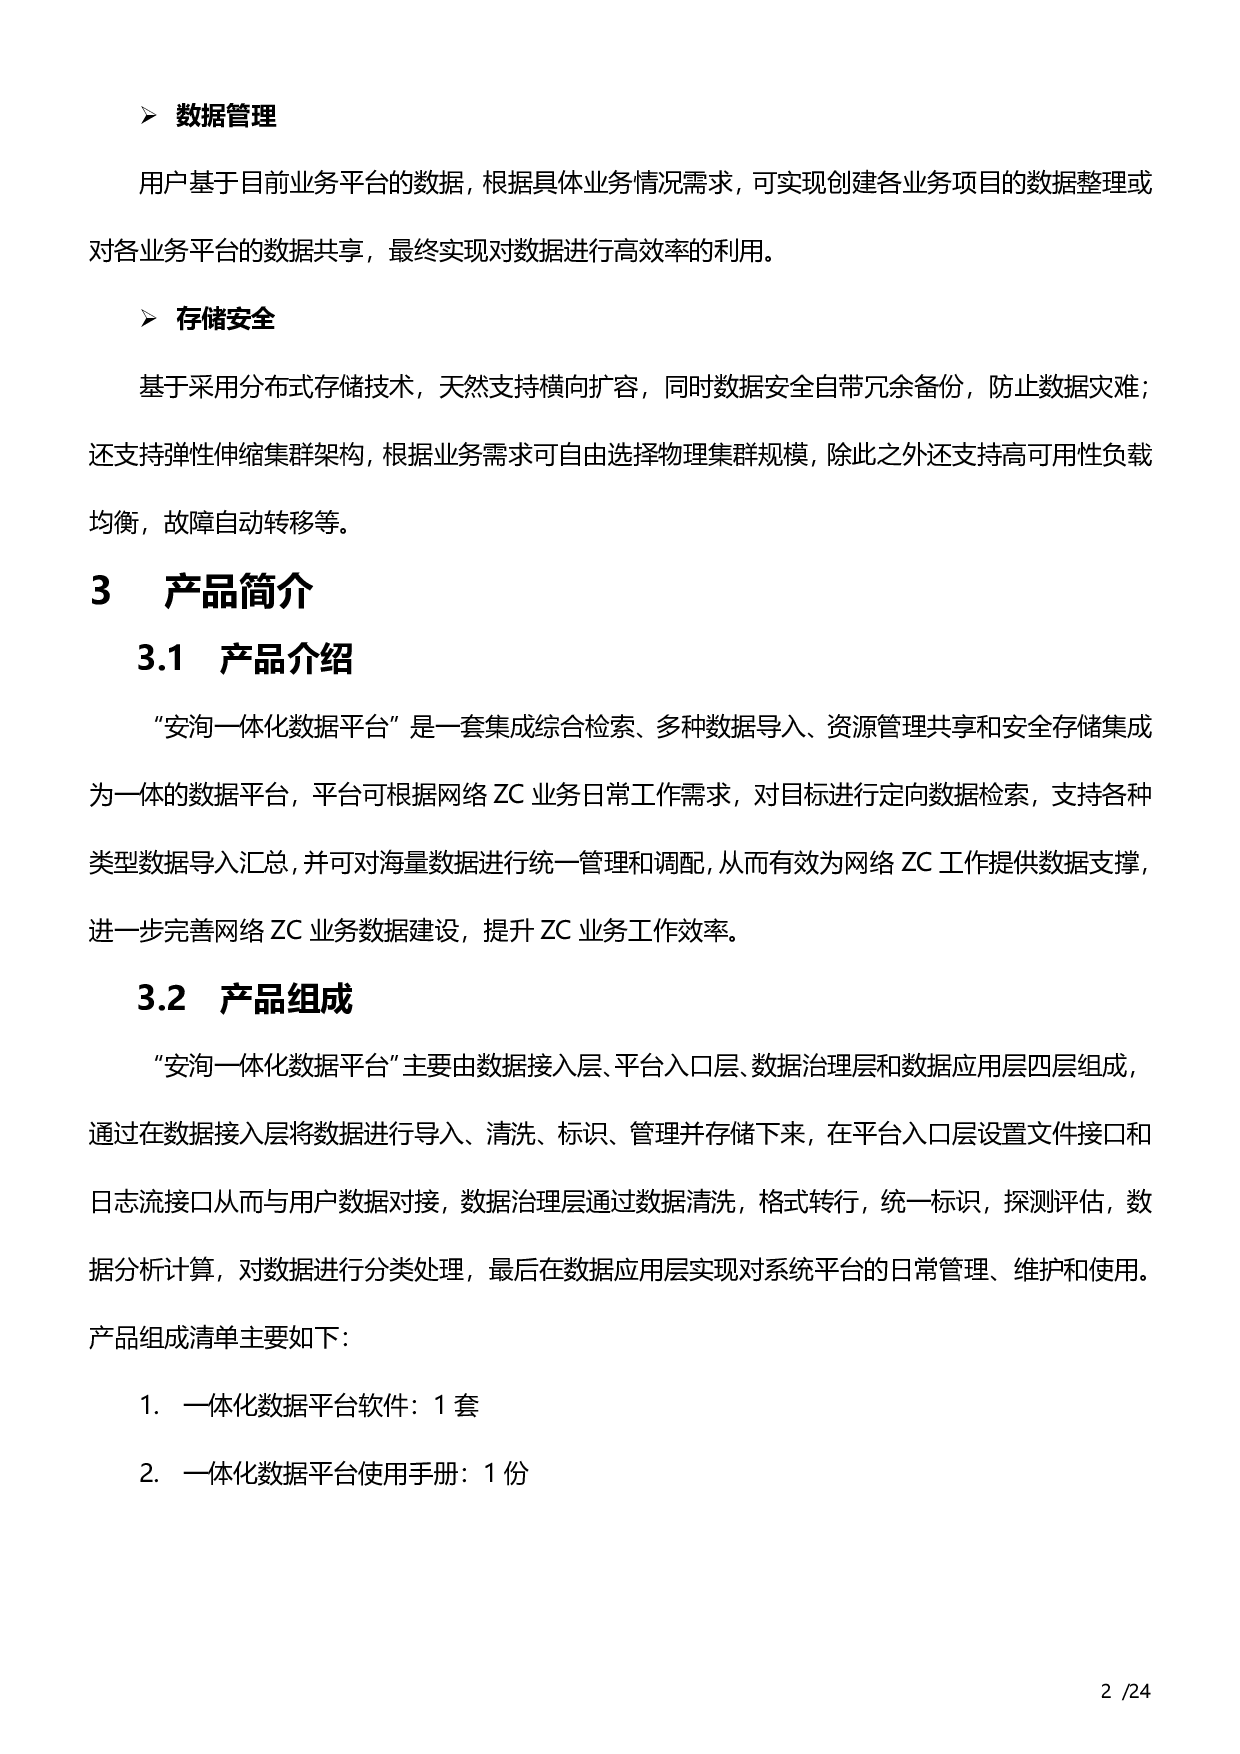 ➢ 数据管理
用户基于目前业务平台的数据，根据具体业务情况需求，可实现创建各业务项目的数据整理或
对各业务平台的数据共享，最终实现对数据进行高效率的利用。
➢ 存储安全
基于采用分布式存储技术，天然支持横向扩容，同时数据安全自带冗余备份，防止数据灾难；
还支持弹性伸缩集群架构，根据业务需求可自由选择物理集群规模，除此之外还支持高可用性负载
均衡，故障自动转移等。
3 产品简介
3.1 产品介绍
“安洵一体化数据平台”是一套集成综合检索、多种数据导入、资源管理共享和安全存储集成
为一体的数据平台，平台可根据网络 ZC 业务日常工作需求，对目标进行定向数据检索，支持各种
类型数据导入汇总，并可对海量数据进行统一管理和调配，从而有效为网络 ZC 工作提供数据支撑，
进一步完善网络 ZC 业务数据建设，提升 ZC 业务工作效率。
3.2 产品组成
“安洵一体化数据平台”主要由数据接入层、平台入口层、数据治理层和数据应用层四层组成，
通过在数据接入层将数据进行导入、清洗、标识、管理并存储下来，在平台入口层设置文件接口和
日志流接口从而与用户数据对接，数据治理层通过数据清洗，格式转行，统一标识，探测评估，数
据分析计算，对数据进行分类处理，最后在数据应用层实现对系统平台的日常管理、维护和使用。
产品组成清单主要如下：
1. 一体化数据平台软件：1 套
2. 一体化数据平台使用手册：1 份
2 /24